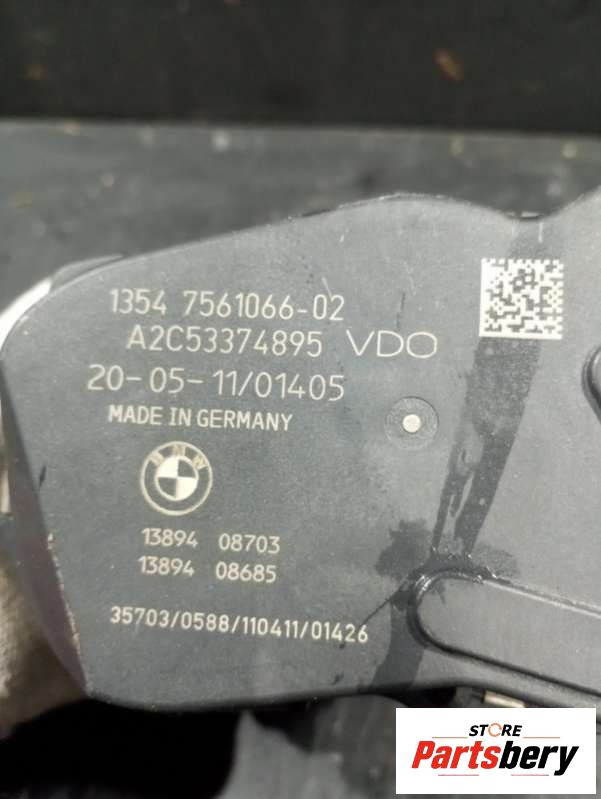 1354 7561066-02
A2C53374895 VDO
20-05-11/01405
MADE IN GERMANY
BMW
13894 08703
13894 08685
35703/0588/110411/01426
STORE
Partsbery